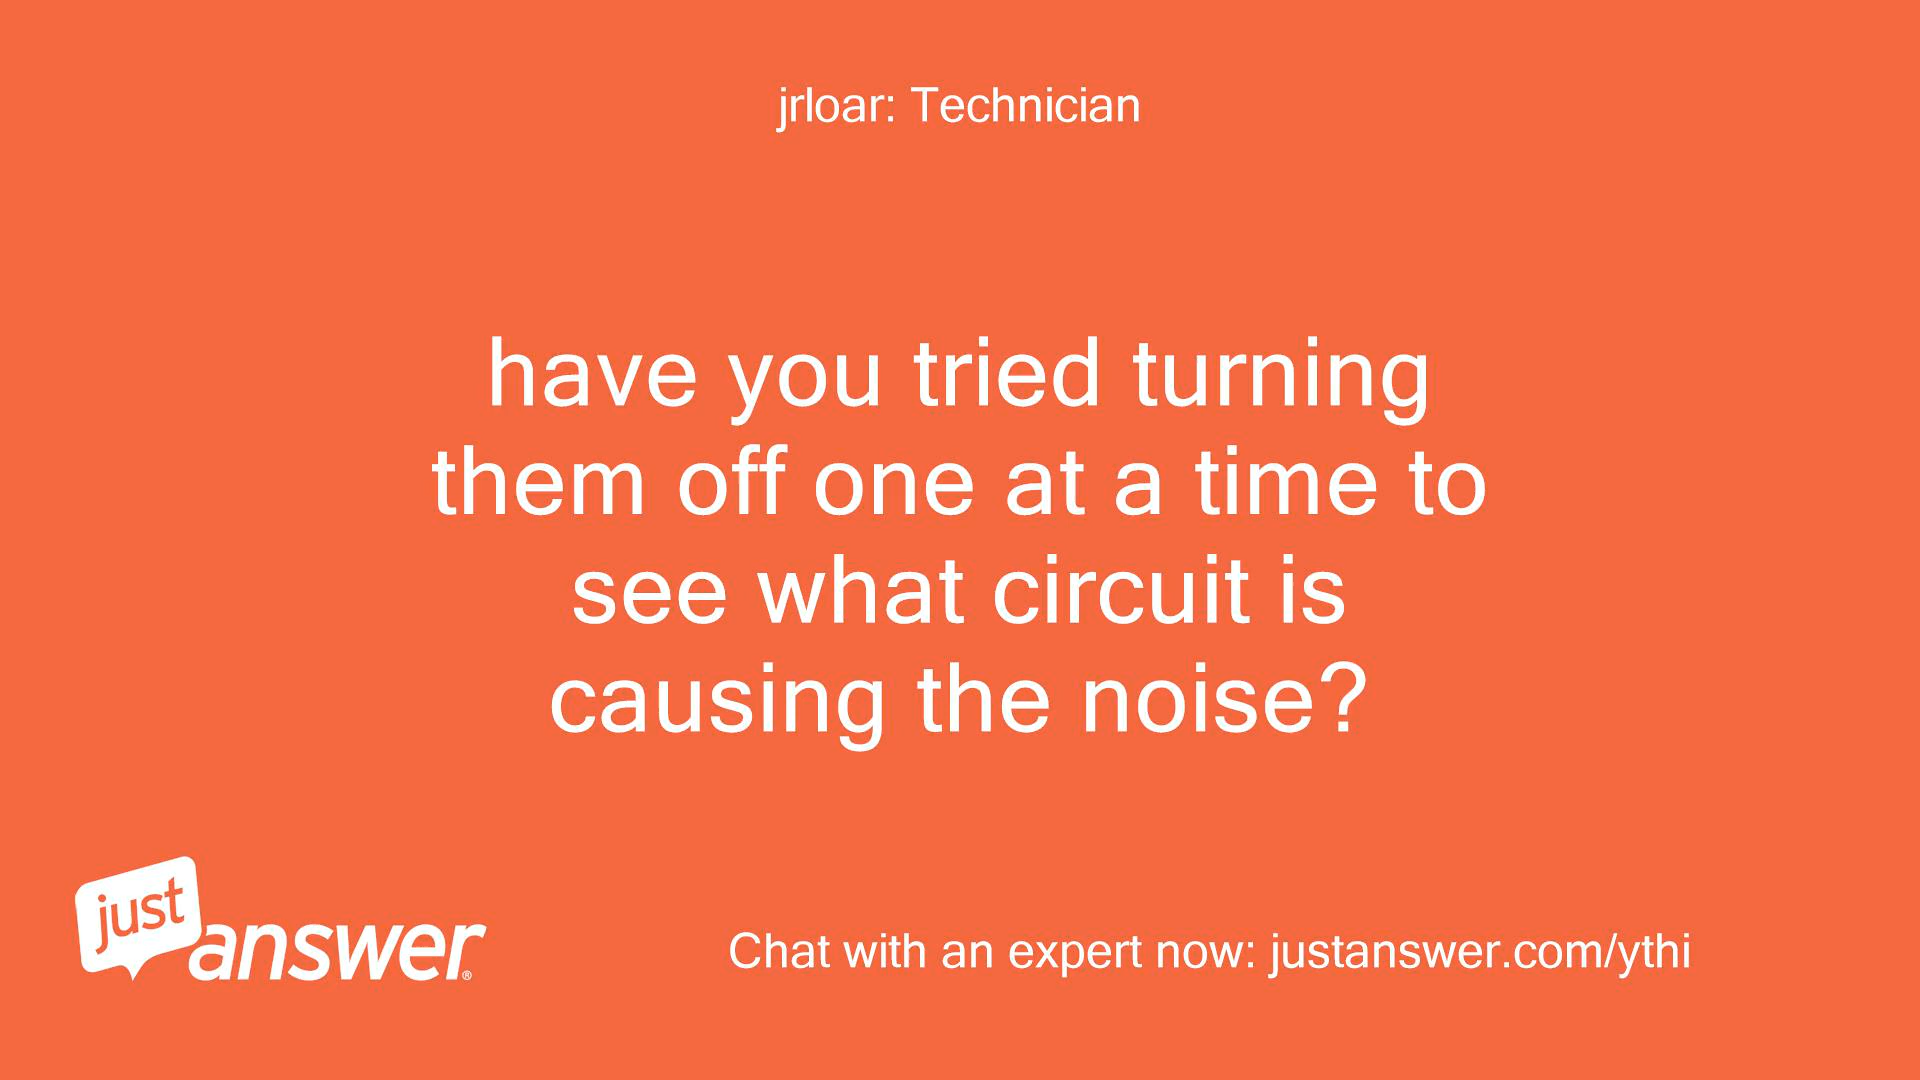 jrloar: Technician
have you tried turning
them off one at a time to
see what circuit is
causing the noise?
just
answer®
Chat with an expert now: justanswer.com/ythi